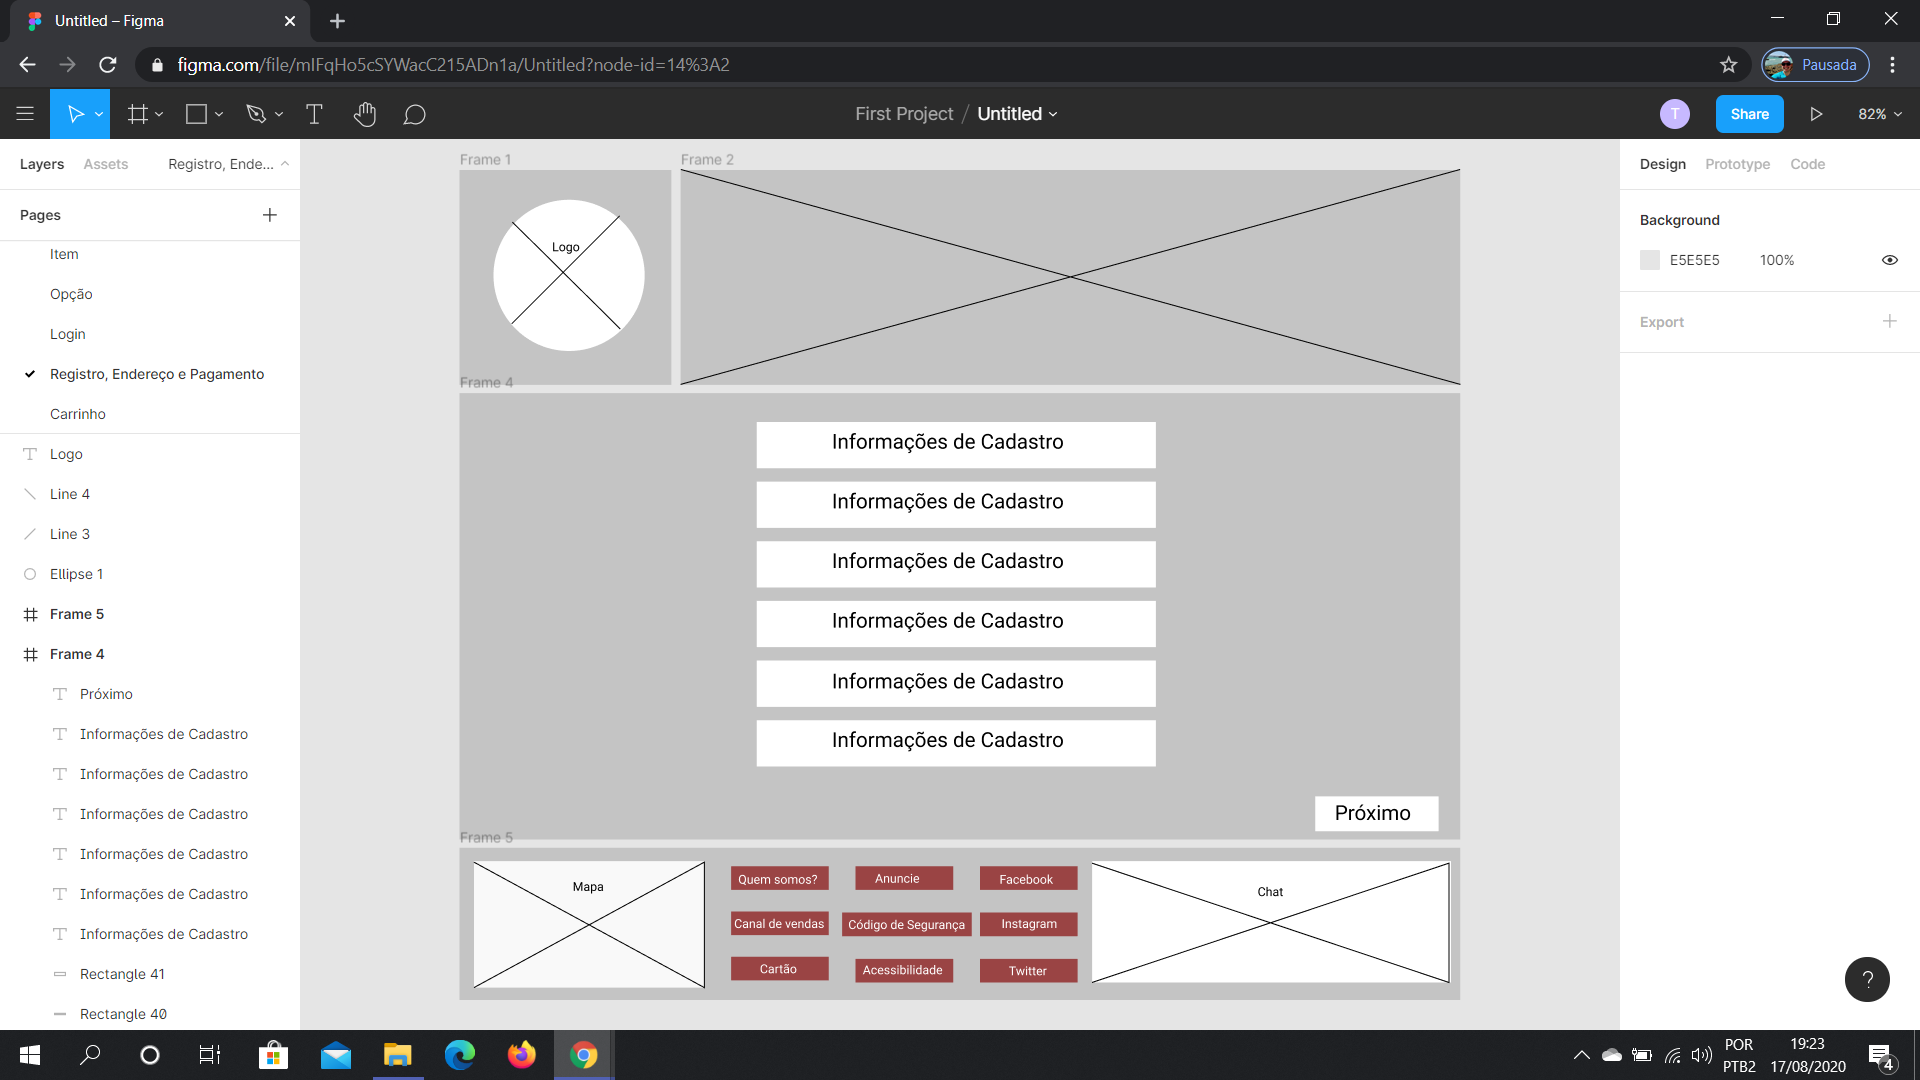 Untitled – Figma
figma.com/file/mIFqHo5cSYWacC215ADn1a/Untitled?node-id=14%3A2
Pausada
First Project / Untitled
T
Share
82%
Layers
Assets
Registro, Ende...
Pages
Item
Opção
Login
Registro, Endereço e Pagamento
Carrinho
Logo
Line 4
Line 3
Ellipse 1
Frame 5
Frame 4
Próximo
Informações de Cadastro
Informações de Cadastro
Informações de Cadastro
Informações de Cadastro
Informações de Cadastro
Informações de Cadastro
Rectangle 41
Rectangle 40
Frame 1
Frame 2
Logo
Frame 4
Informações de Cadastro
Informações de Cadastro
Informações de Cadastro
Informações de Cadastro
Informações de Cadastro
Informações de Cadastro
Próximo
Frame 5
Mapa
Quem somos?
Anuncie
Facebook
Canal de vendas
Código de Segurança
Instagram
Cartão
Acessibilidade
Twitter
Chat
Design
Prototype
Code
Background
E5E5E5
100%
Export
?
POR
PTB2
19:23
17/08/2020
4